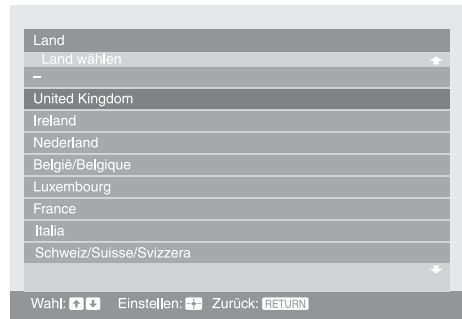 Land
Land wählen
–
United Kingdom
Ireland
Nederland
België/Belgique
Luxembourg
France
Italia
Schweiz/Suisse/Svizzera
Wahl: Einstellen: Zurück: RETURN